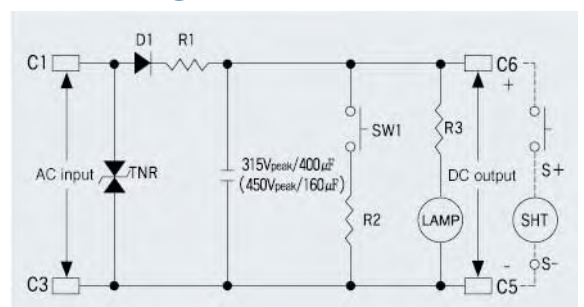 D1 R1
C1 C6
+
SW1 R3
S+
AC input TNR 315Vpeak/400μF DC output
(450Vpeak/160μF)
R2 LAMP SHT
- S-
C3 C5